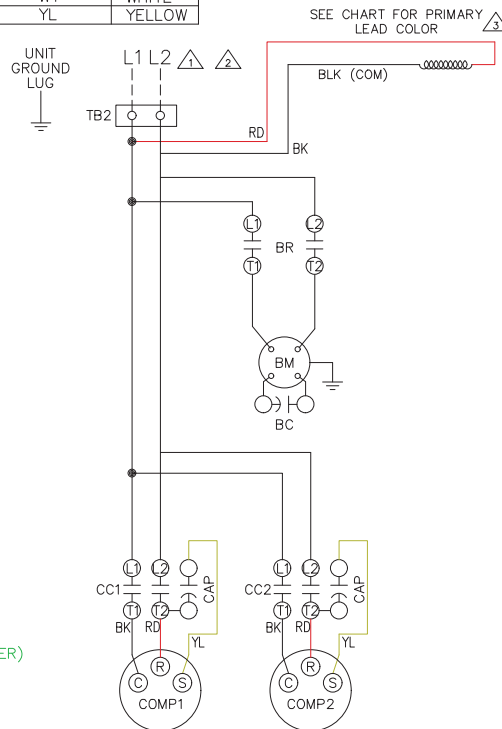 WHITE
YL YELLOW
SEE CHART FOR PRIMARY
LEAD COLOR 3
UNIT
GROUND
LUG
L1 L2 1 2
BLK (COM)
TB2
RD
BK
L1 L2
BR
T1 T2
BM
BC
L1 L2 L1 L2
CC1 CAP CC2 CAP
T1 T2 T1 T2
BK RD BK RD
YL YL
ER)
R R
C S C S
COMP1 COMP2